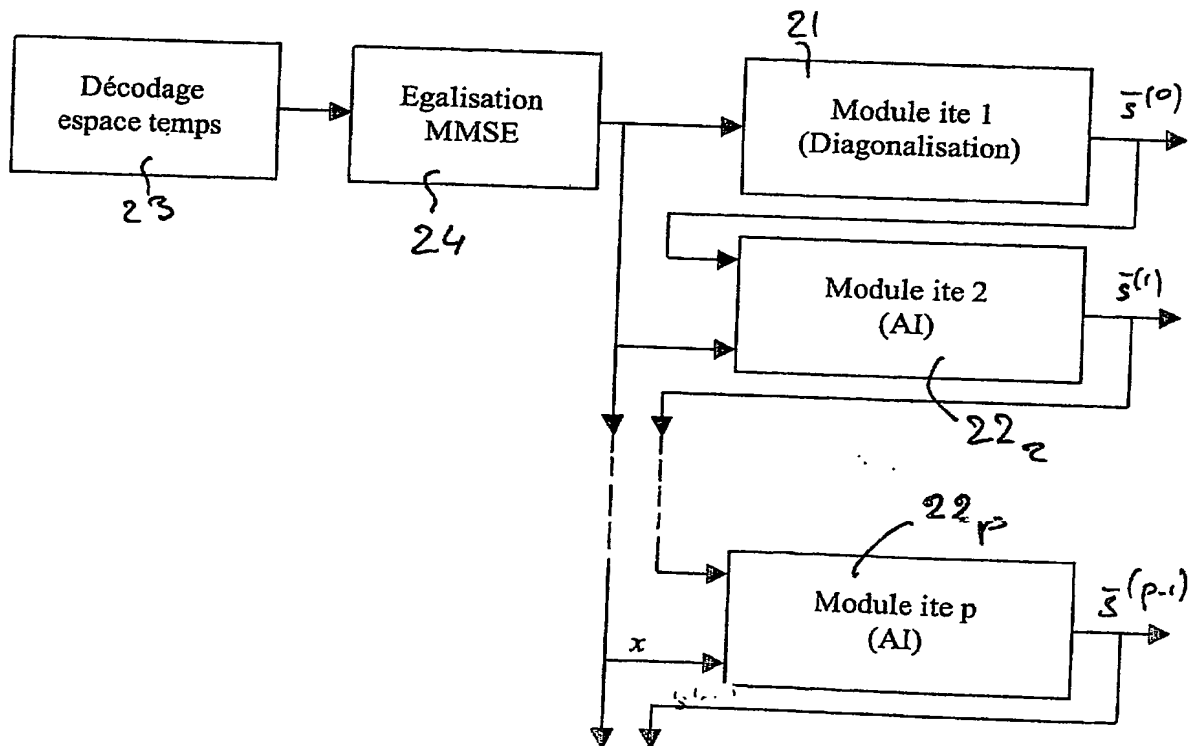 21
Décodage
espace temps
Egalisation
MMSE
Module ite 1
(Diagonalisation)
s̄(0)
23
24
Module ite 2
(AI)
s̄(1)
22₂
22p
Module ite p
(AI)
s̄(p-1)
x